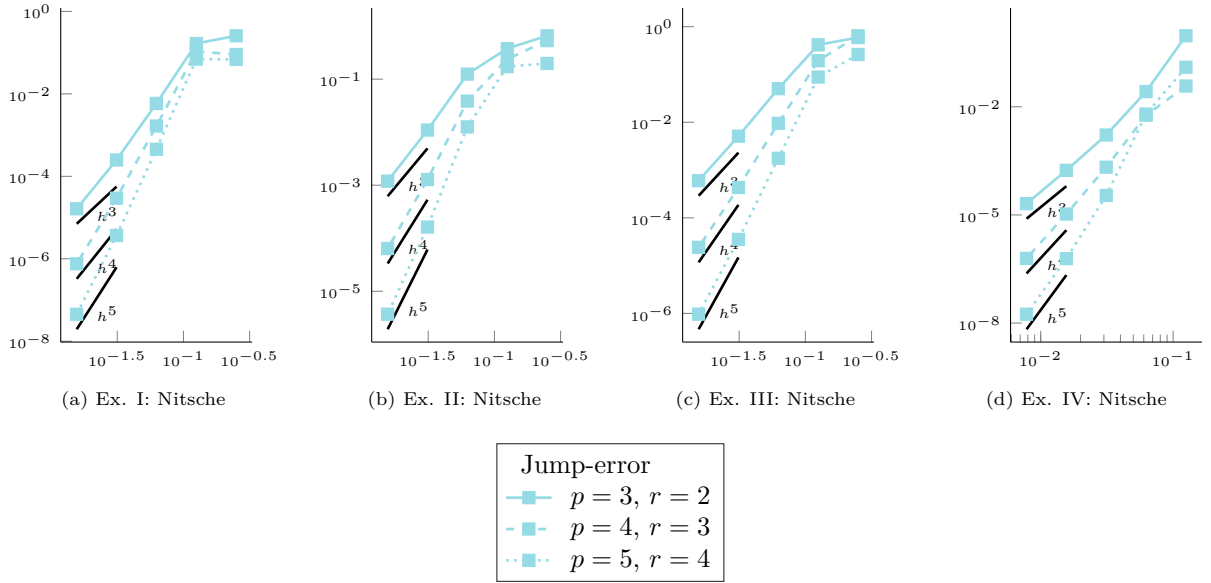 10^0
10^−2
10^−4
10^−6
10^−8
h^3
h^4
h^5
10^−1.5
10^−1
10^−0.5
(a) Ex. I: Nitsche
10^−1
10^−3
10^−5
h^3
h^4
h^5
10^−1.5
10^−1
10^−0.5
(b) Ex. II: Nitsche
10^0
10^−2
10^−4
10^−6
h^3
h^4
h^5
10^−1.5
10^−1
10^−0.5
(c) Ex. III: Nitsche
10^−2
10^−5
10^−8
h^3
h
h^5
10^−2
10^−1
(d) Ex. IV: Nitsche
Jump-error
p = 3, r = 2
p = 4, r = 3
p = 5, r = 4